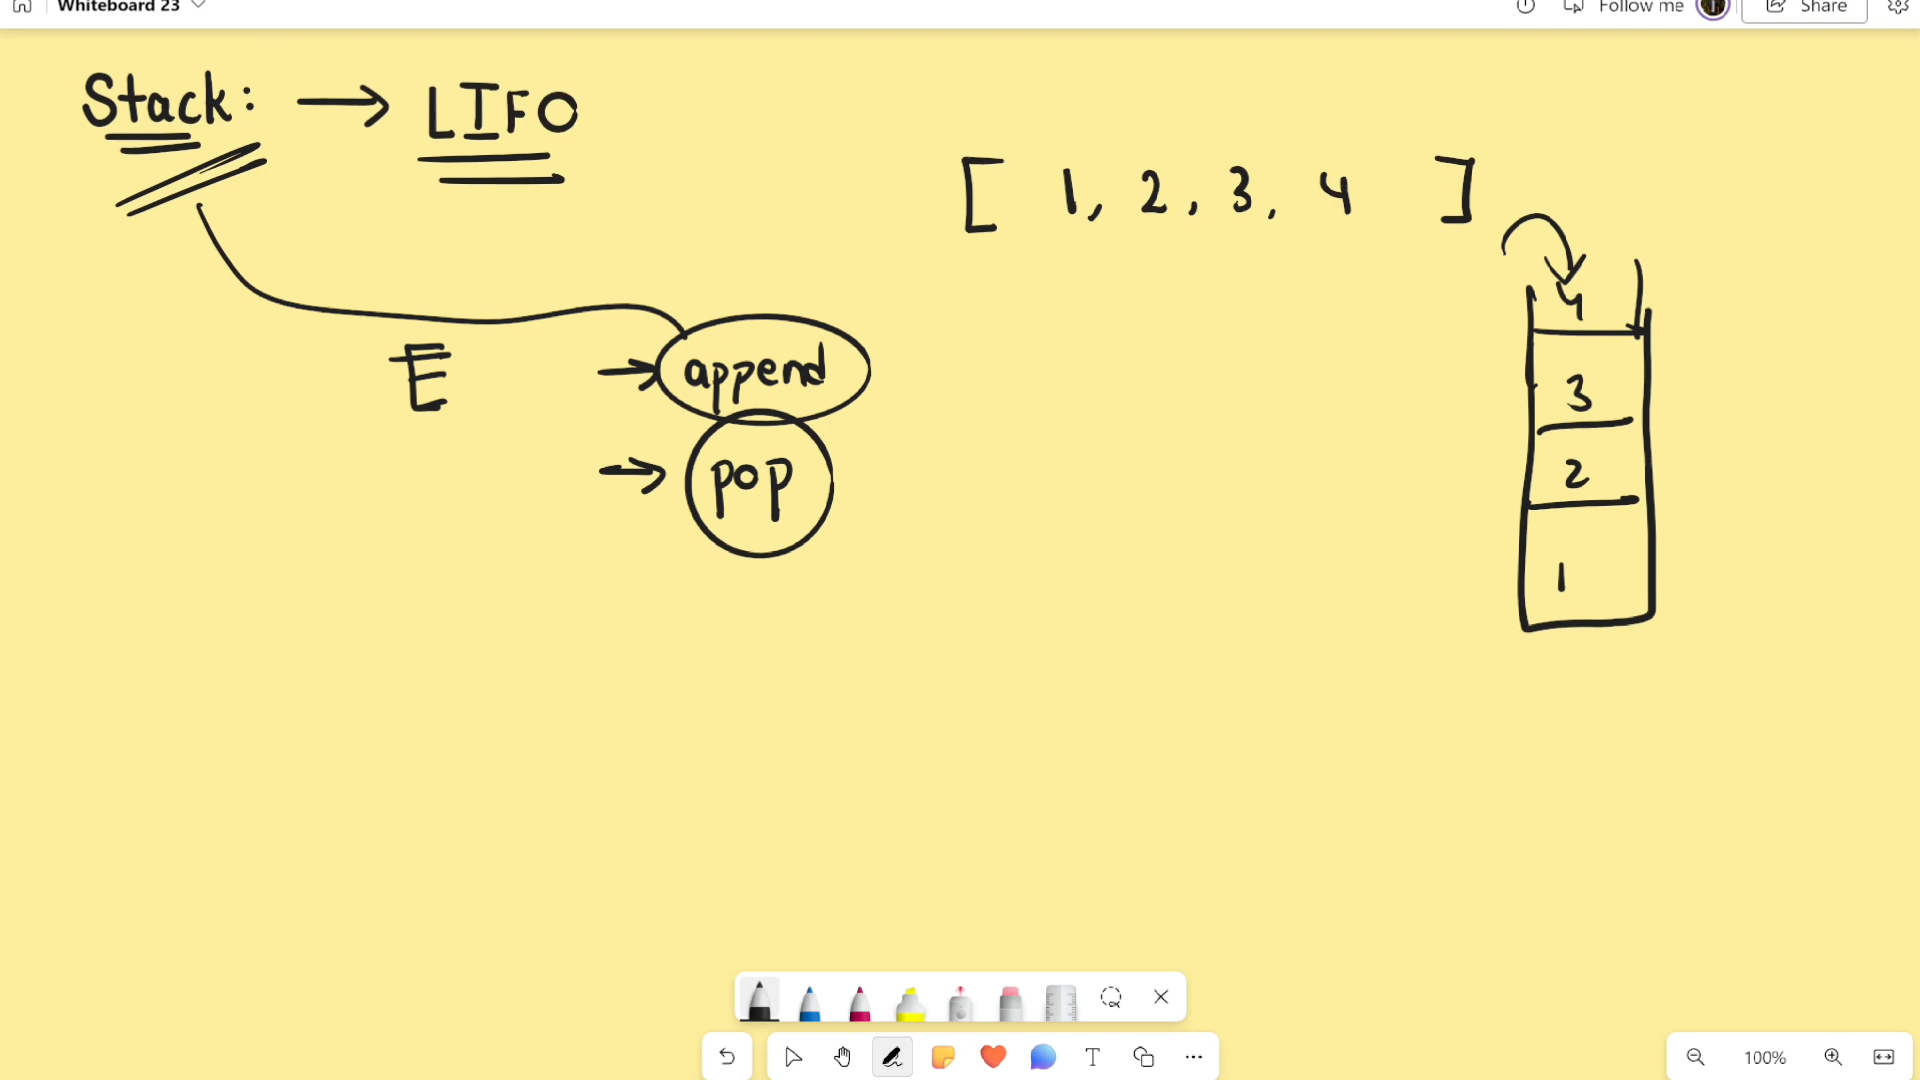 Whiteboard 23
Follow me
Share
Stack: → LIFO
[ 1, 2, 3, 4 ]
E
→ append
→ pop
4
3
2
1
100%